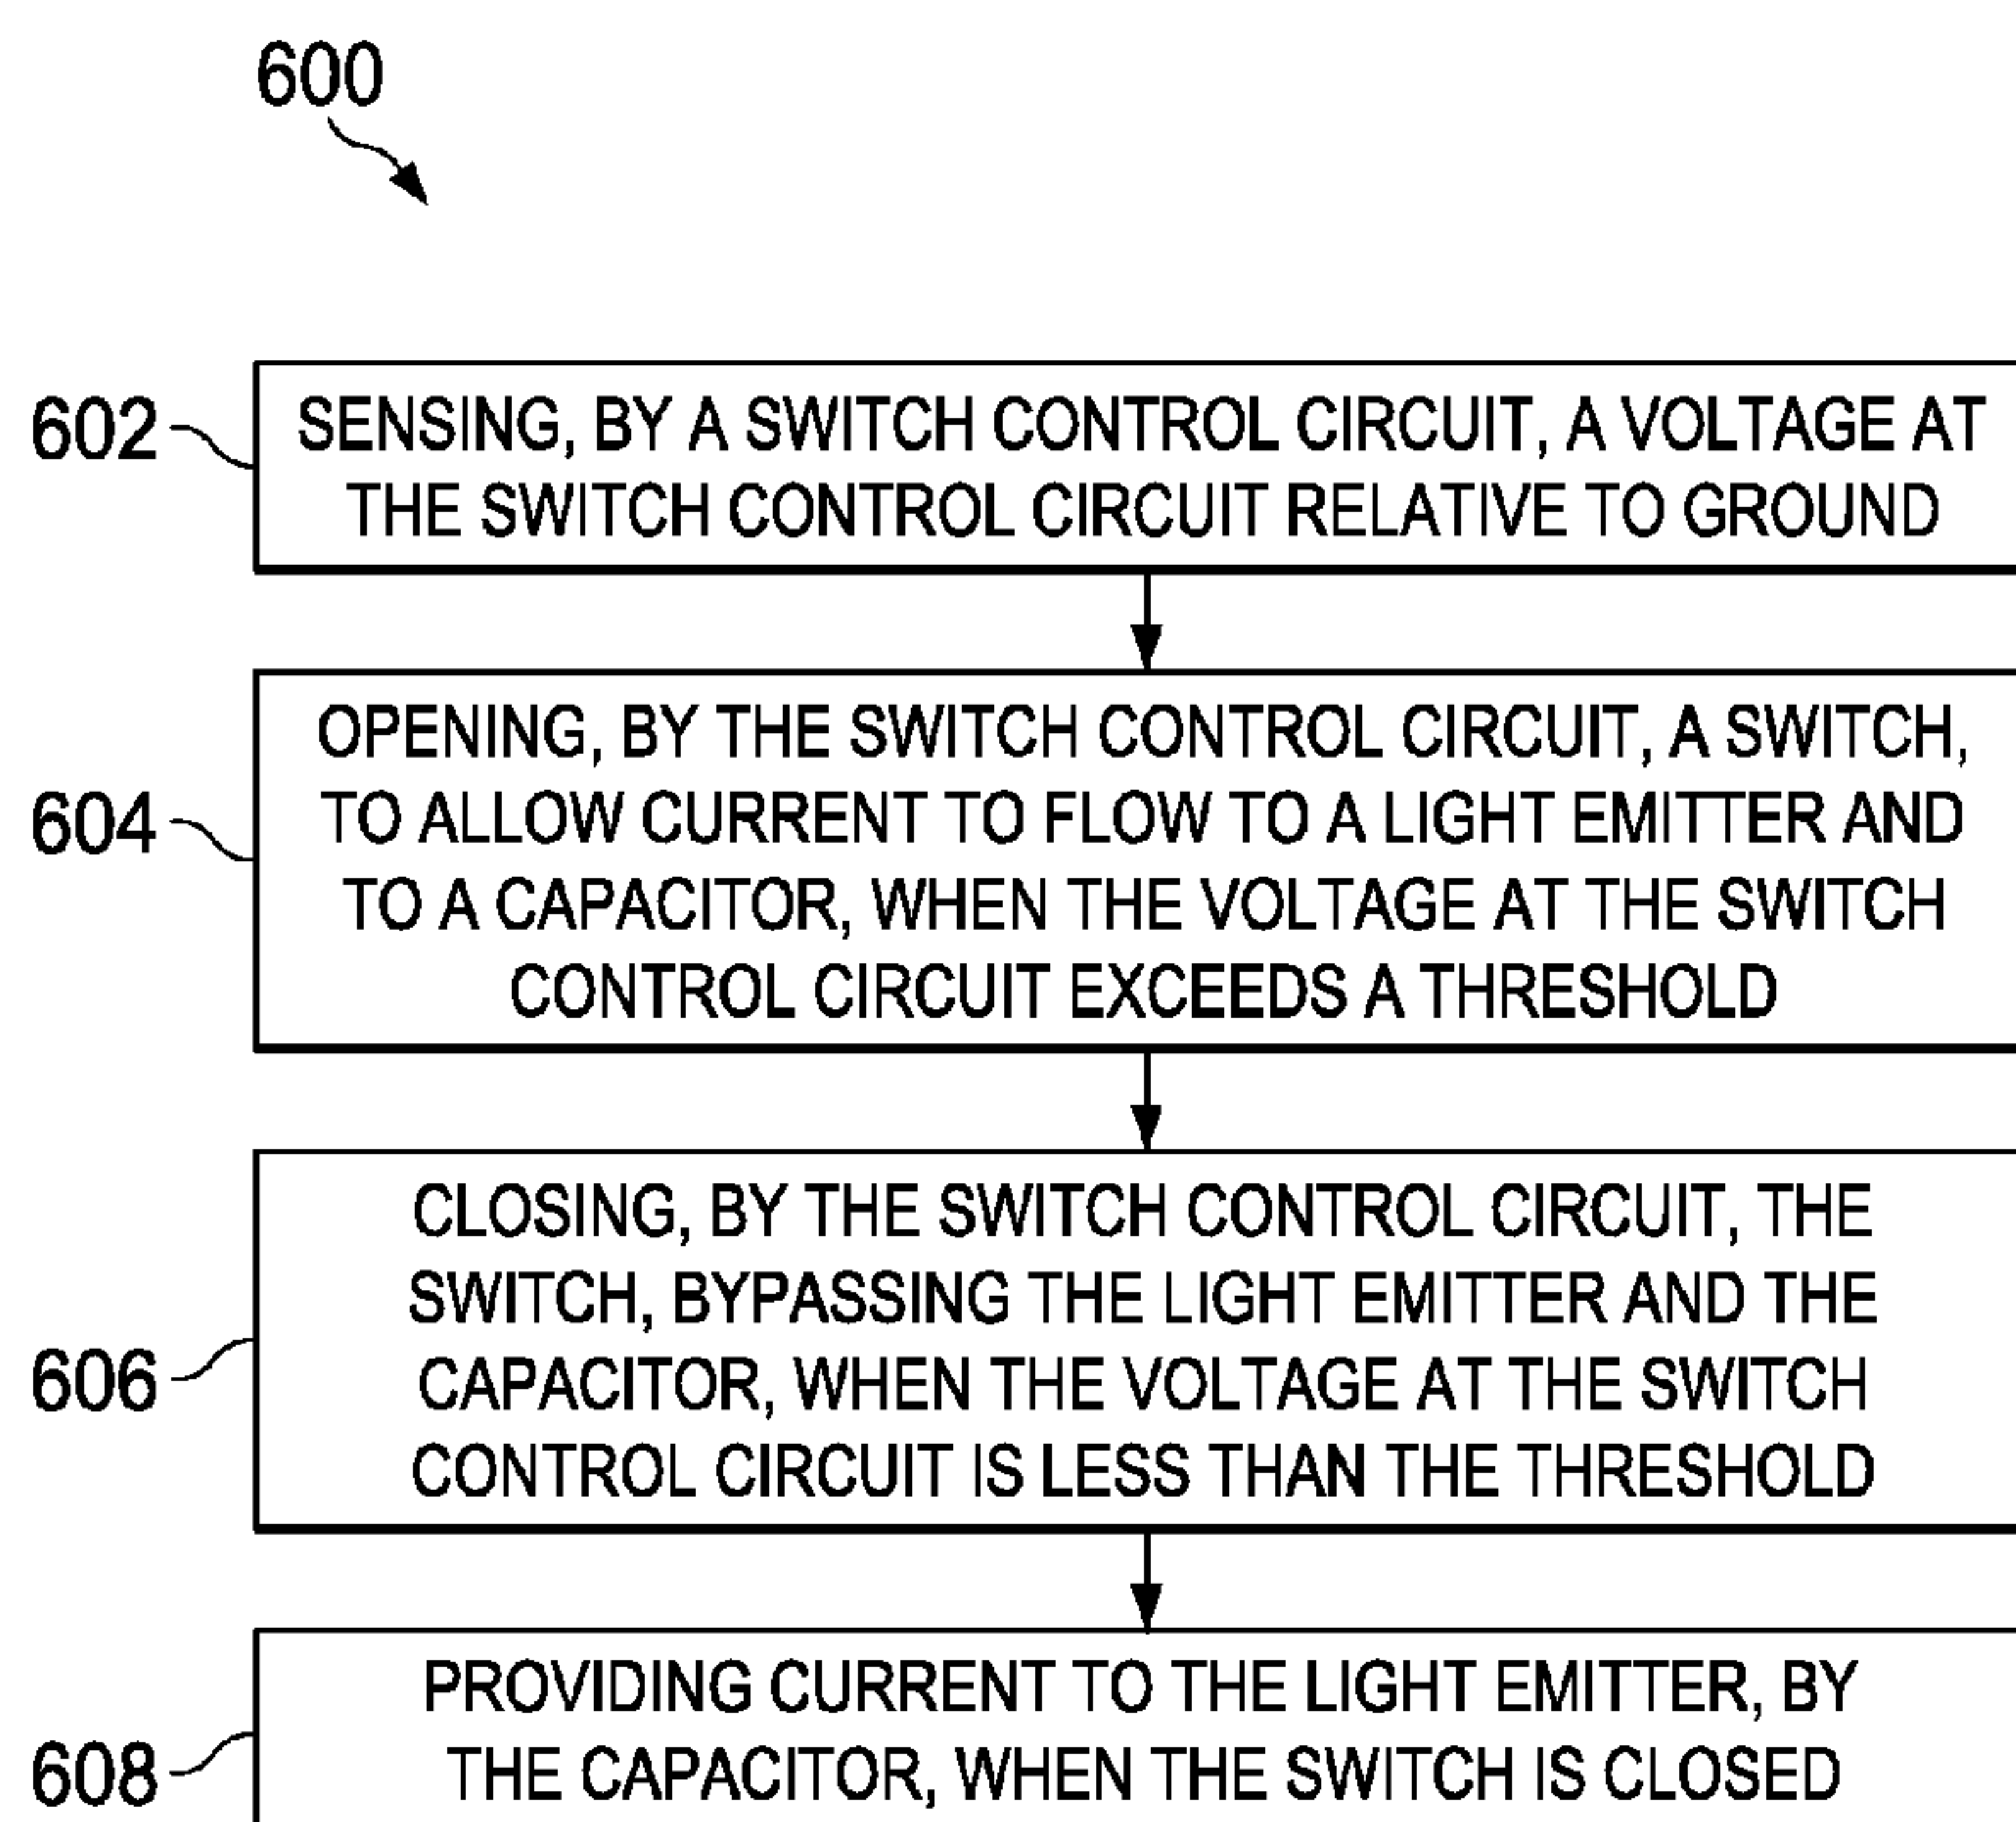 600
602
SENSING, BY A SWITCH CONTROL CIRCUIT, A VOLTAGE AT
THE SWITCH CONTROL CIRCUIT RELATIVE TO GROUND
604
OPENING, BY THE SWITCH CONTROL CIRCUIT, A SWITCH,
TO ALLOW CURRENT TO FLOW TO A LIGHT EMITTER AND
TO A CAPACITOR, WHEN THE VOLTAGE AT THE SWITCH
CONTROL CIRCUIT EXCEEDS A THRESHOLD
606
CLOSING, BY THE SWITCH CONTROL CIRCUIT, THE
SWITCH, BYPASSING THE LIGHT EMITTER AND THE
CAPACITOR, WHEN THE VOLTAGE AT THE SWITCH
CONTROL CIRCUIT IS LESS THAN THE THRESHOLD
608
PROVIDING CURRENT TO THE LIGHT EMITTER, BY
THE CAPACITOR, WHEN THE SWITCH IS CLOSED